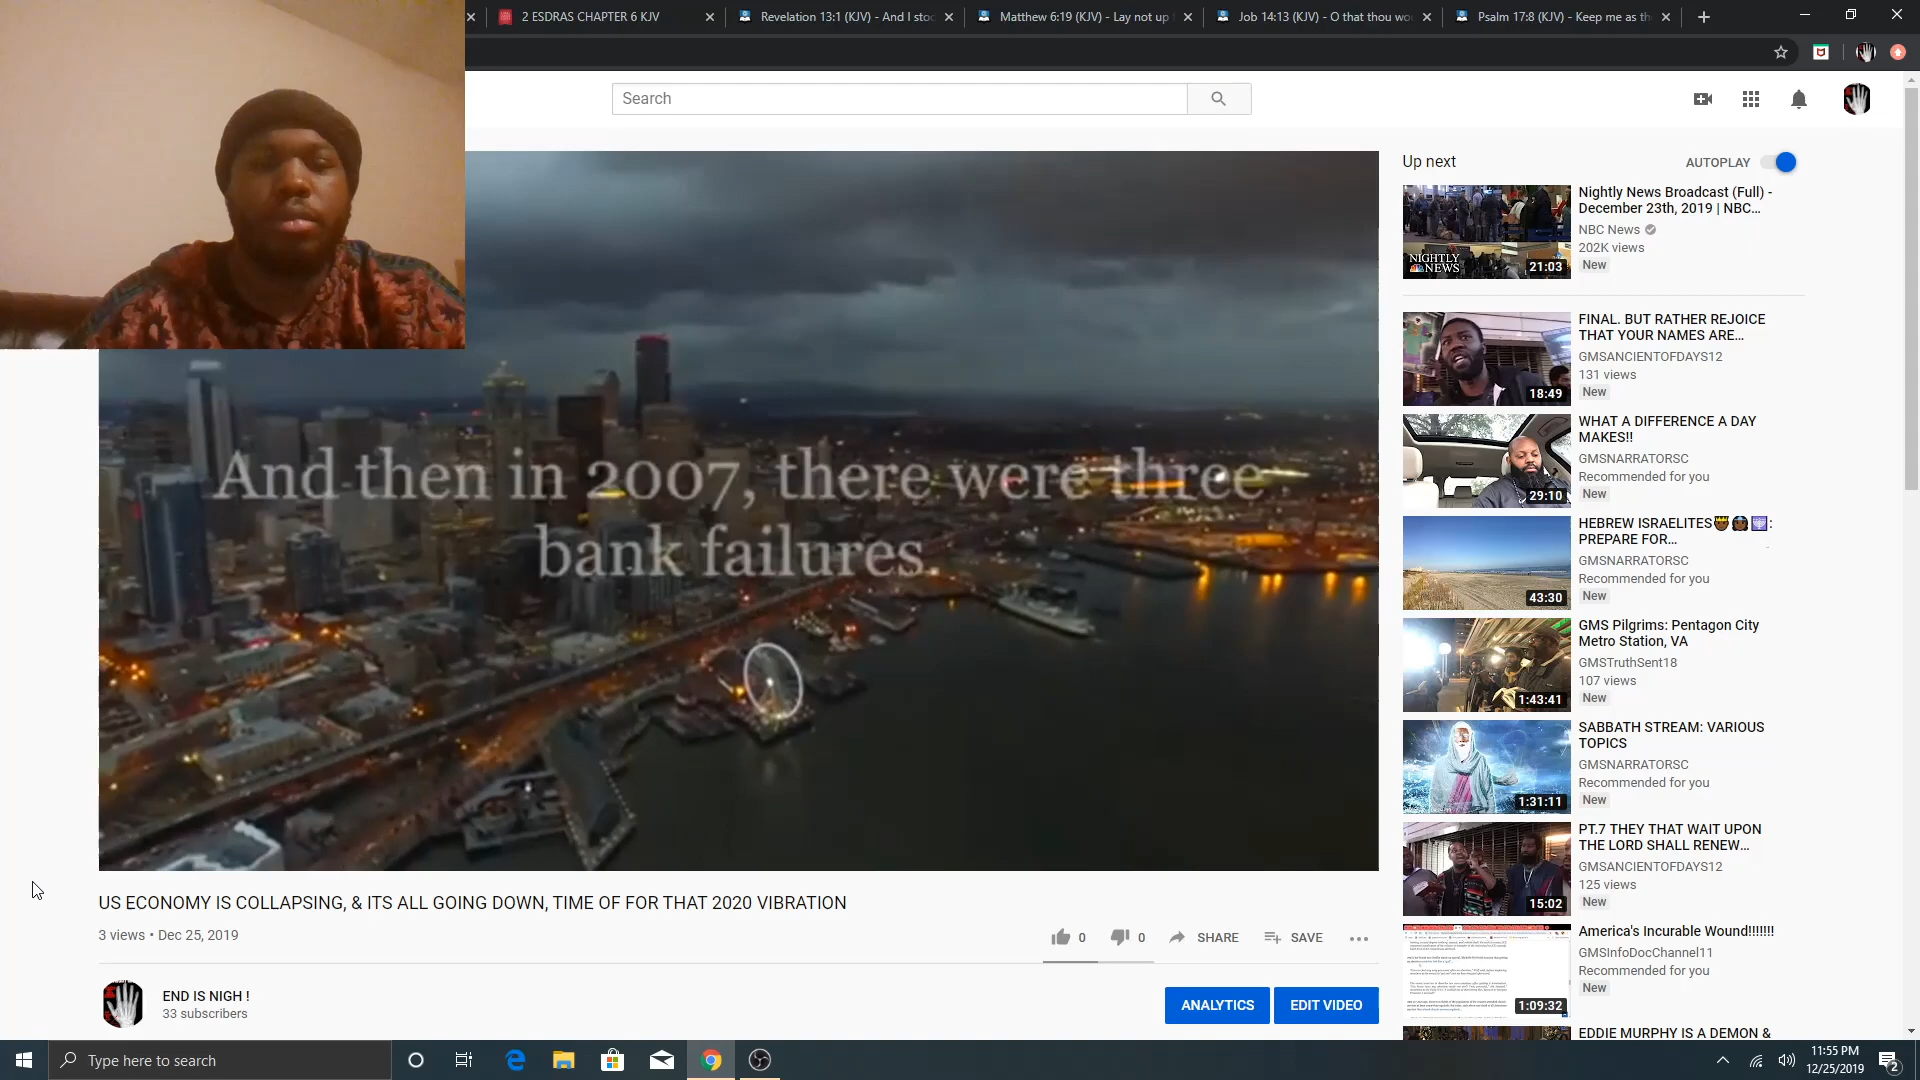 2 ESDRAS CHAPTER 6 KJV
Revelation 13:1 (KJV) - And I stoo
Matthew 6:19 (KJV) - Lay not up
Job 14:13 (KJV) - O that thou wou
Psalm 17:8 (KJV) - Keep me as th
Search
And then in 2007, there were three
bank failures.
US ECONOMY IS COLLAPSING, & ITS ALL GOING DOWN, TIME OF FOR THAT 2020 VIBRATION
3 views • Dec 25, 2019
0
0
SHARE
SAVE
END IS NIGH !
33 subscribers
ANALYTICS
EDIT VIDEO
Up next
AUTOPLAY
NIGHTLY
NEWS
21:03
Nightly News Broadcast (Full) -
December 23th, 2019 | NBC...
NBC News
202K views
New
18:49
FINAL. BUT RATHER REJOICE
THAT YOUR NAMES ARE...
GMSANCIENTOFDAYS12
131 views
New
29:10
WHAT A DIFFERENCE A DAY
MAKES!!
GMSNARRATORSC
Recommended for you
New
43:30
HEBREW ISRAELITES🤴🏿👸🏿🕎:
PREPARE FOR...
GMSNARRATORSC
Recommended for you
New
1:43:41
GMS Pilgrims: Pentagon City
Metro Station, VA
GMSTruthSent18
107 views
New
1:31:11
SABBATH STREAM: VARIOUS
TOPICS
GMSNARRATORSC
Recommended for you
New
15:02
PT.7 THEY THAT WAIT UPON
THE LORD SHALL RENEW...
GMSANCIENTOFDAYS12
125 views
New
1:09:32
America's Incurable Wound!!!!!!!
GMSInfoDocChannel11
Recommended for you
New
EDDIE MURPHY IS A DEMON &
Type here to search
11:55 PM
12/25/2019
2